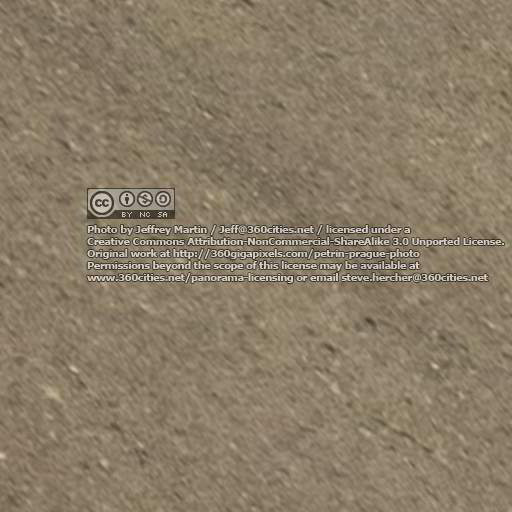 cc
BY NC SA
Photo by Jeffrey Martin / Jeff@360cities.net / licensed under a
Creative Commons Attribution-NonCommercial-ShareAlike 3.0 Unported License.
Original work at http://360gigapixels.com/petrin-prague-photo
Permissions beyond the scope of this license may be available at
www.360cities.net/panorama-licensing or email steve.hercher@360cities.net